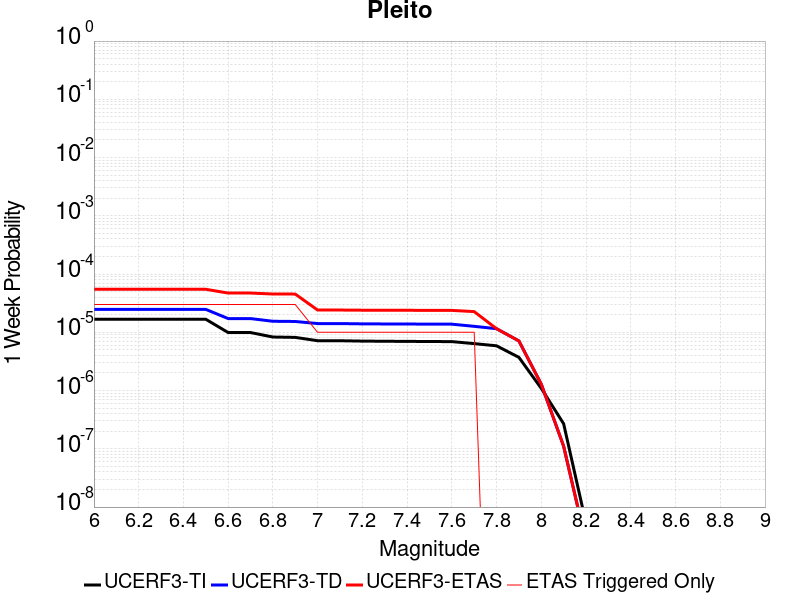 Pleito
10^0
10^-1
10^-2
10^-3
10^-4
10^-5
10^-6
10^-7
10^-8
1 Week Probability
6 6.2 6.4 6.6 6.8 7 7.2 7.4 7.6 7.8 8 8.2 8.4 8.6 8.8 9
Magnitude
UCERF3-TI UCERF3-TD UCERF3-ETAS ETAS Triggered Only